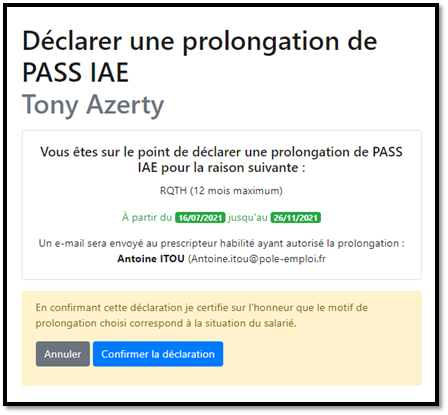 Déclarer une prolongation de
PASS IAE
Tony Azerty
Vous êtes sur le point de déclarer une prolongation de PASS
IAE pour la raison suivante :
RQTH (12 mois maximum)
À partir du 16/07/2021 jusqu'au 26/11/2021
Un e-mail sera envoyé au prescripteur habilité ayant autorisé la prolongation :
Antoine ITOU (Antoine.itou@pole-emploi.fr
En confirmant cette déclaration je certifie sur l'honneur que le motif de
prolongation choisi correspond à la situation du salarié.
Annuler Confirmer la déclaration